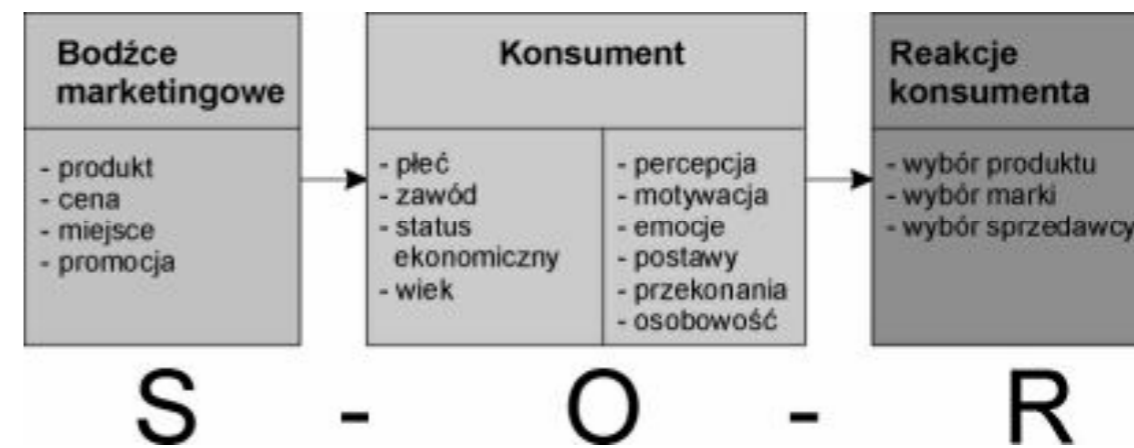 Bodźce
marketingowe
- produkt
- cena
- miejsce
- promocja
Konsument
- płeć
- zawód
- status
ekonomiczny
- wiek
- percepcja
- motywacja
- emocje
- postawy
- przekonania
- osobowość
Reakcje
konsumenta
- wybór produktu
- wybór marki
- wybór sprzedawcy
S - O - R